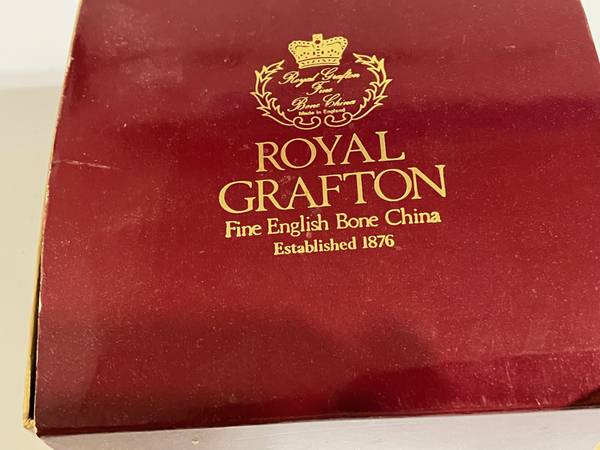 Royal Grafton
Fine
Bone China
Made in England
ROYAL
GRAFTON
Fine English Bone China
Established 1876